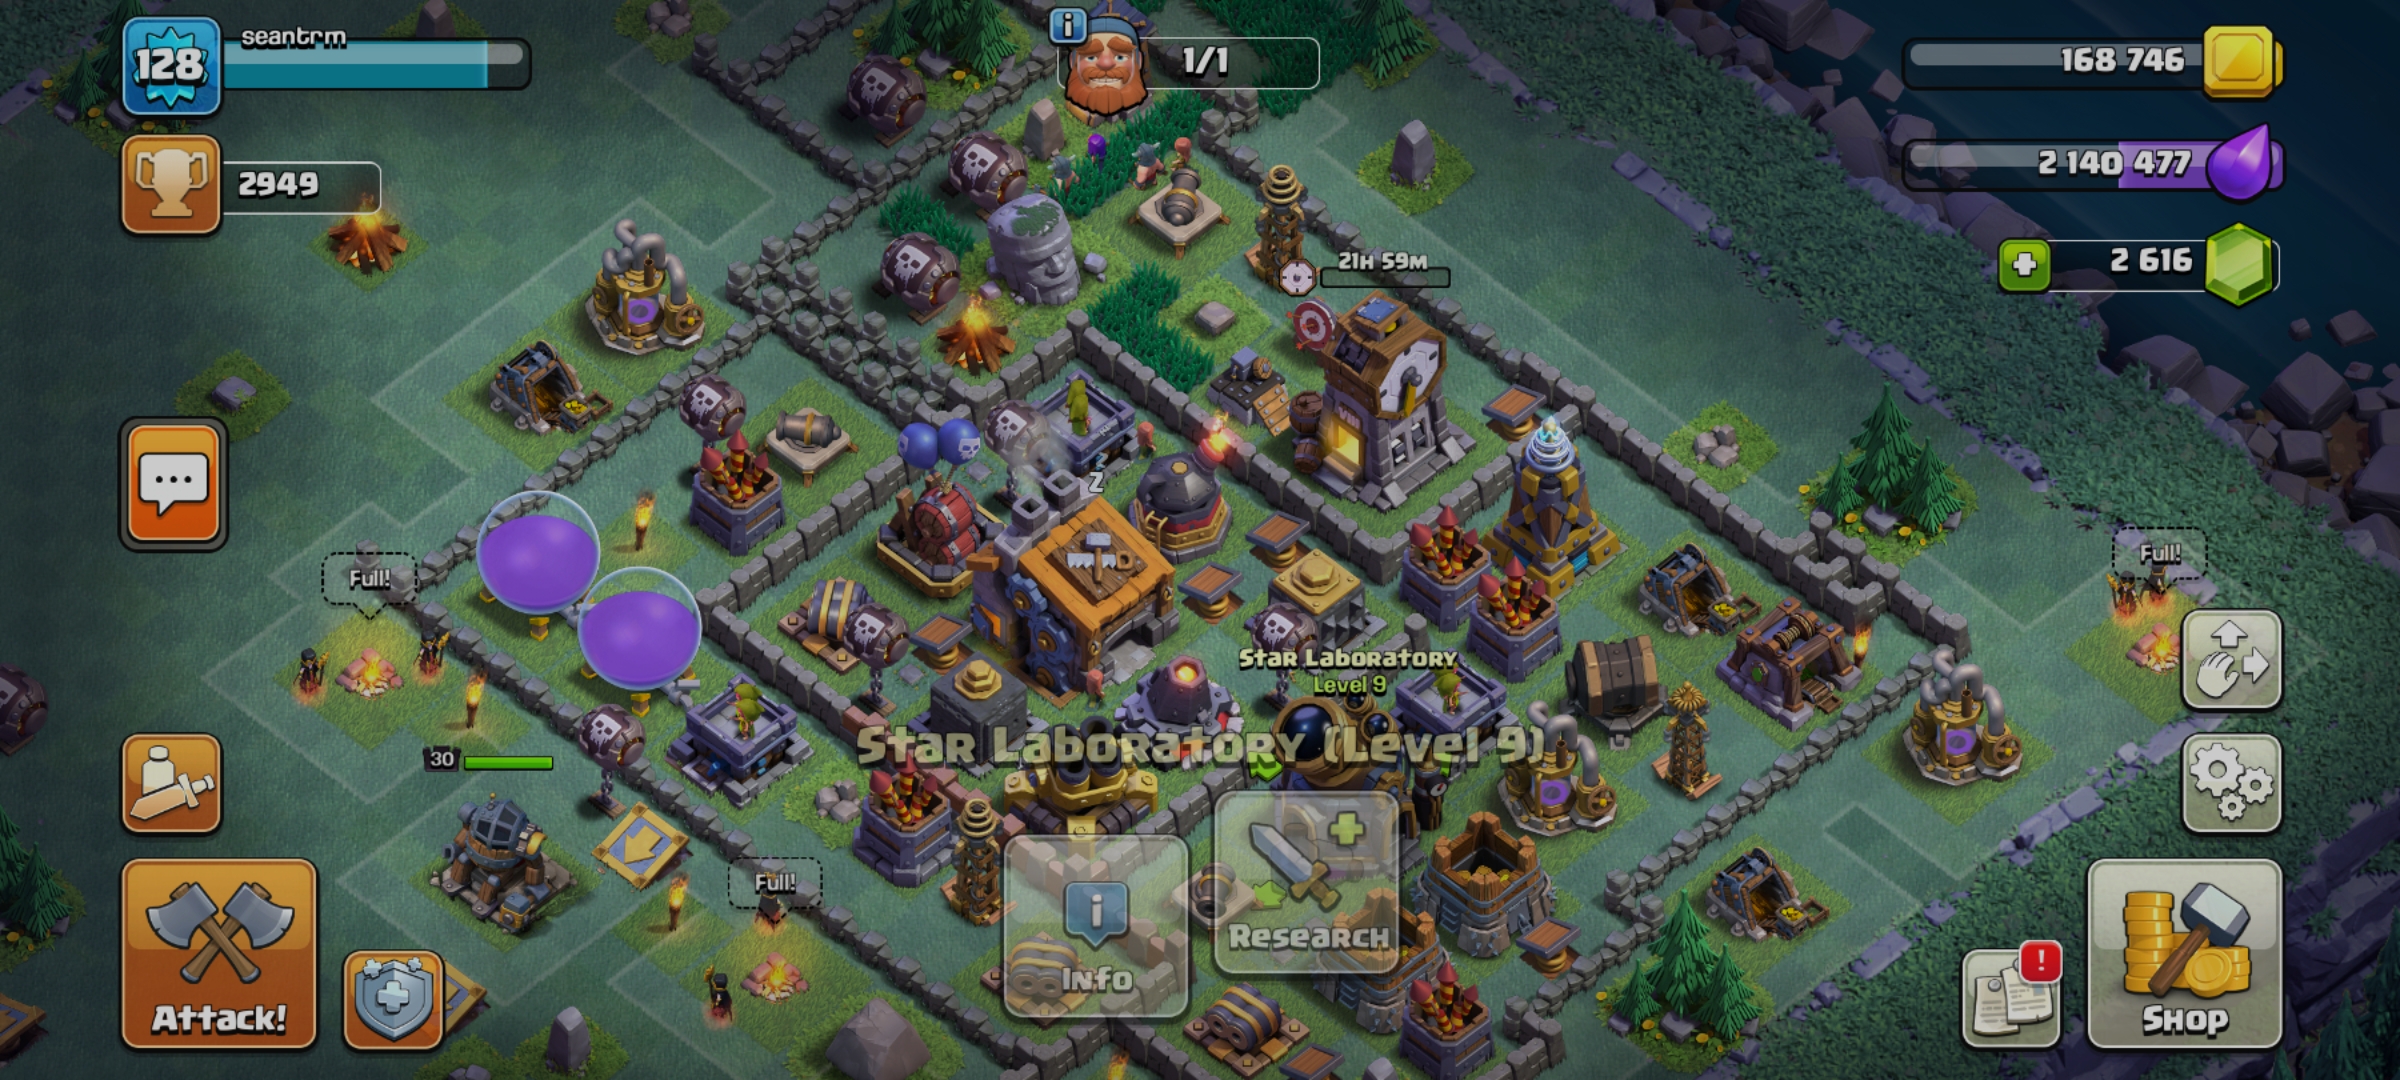 128
seantrm
1/1
168 746
2949
2 140 477
2 616
21H 59M
Z
Full!
Full!
Star Laboratory
Level 9
Star Laboratory (Level 9)
30
Full!
Research
Info
Attack!
!
Shop